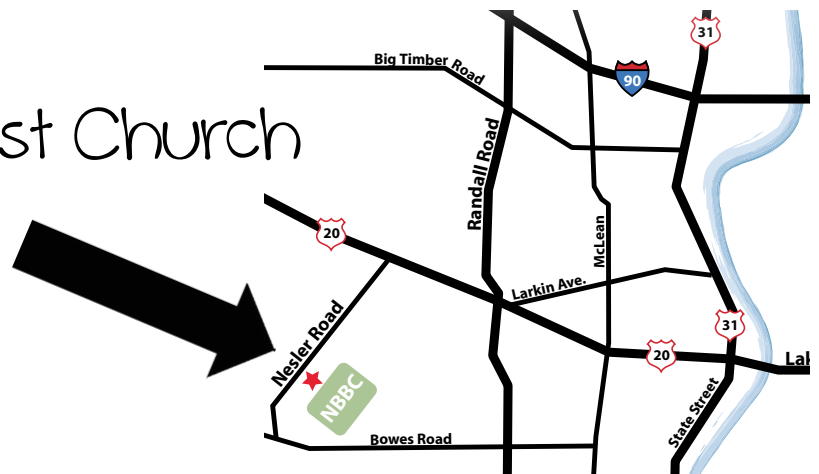 31
Big Timber Road
90
st Church
Randall Road
20
McLean
Larkin Ave.
Nesler Road
31
20
Lak
NBBC
State Street
Bowes Road